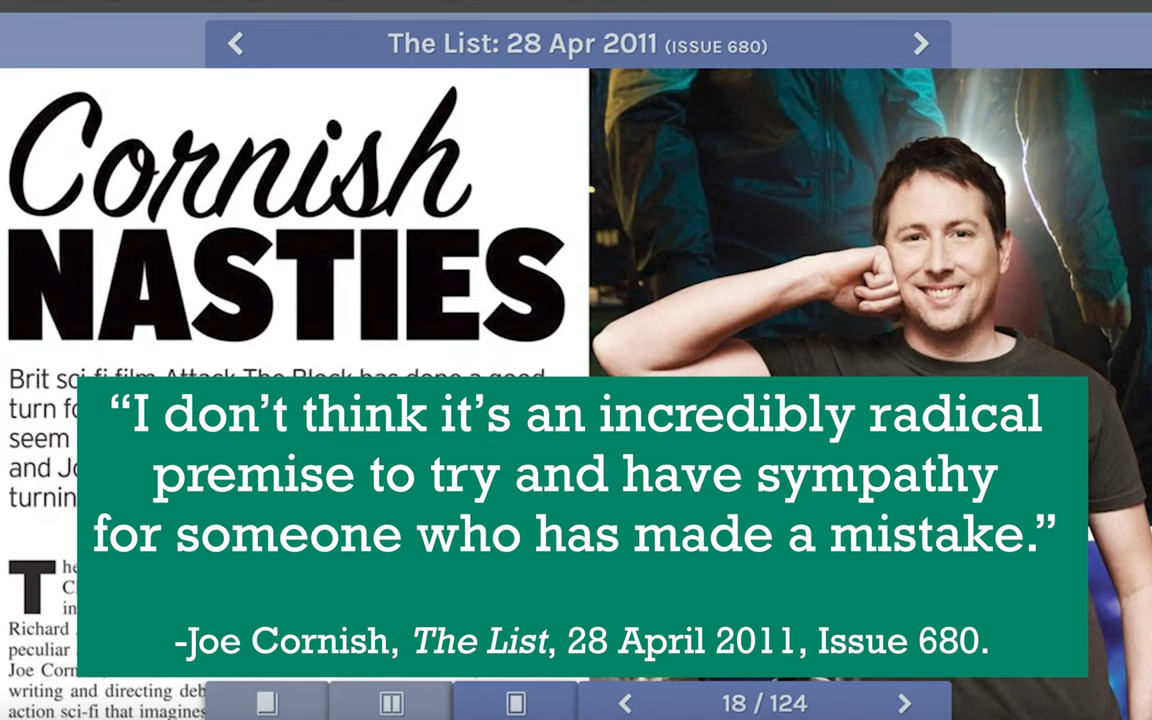 The List: 28 Apr 2011 (ISSUE 680)
Cornish
NASTIES
Brit sci-fi film Attack The Block has done a good
turn fo
seem
and Jo
turnin
“I don’t think it’s an incredibly radical
premise to try and have sympathy
for someone who has made a mistake.”
-Joe Cornish, The List, 28 April 2011, Issue 680.
The
C
in
Richard
peculiar
Joe Corn
writing and directing deb
action sci-fi that imagines
18 / 124